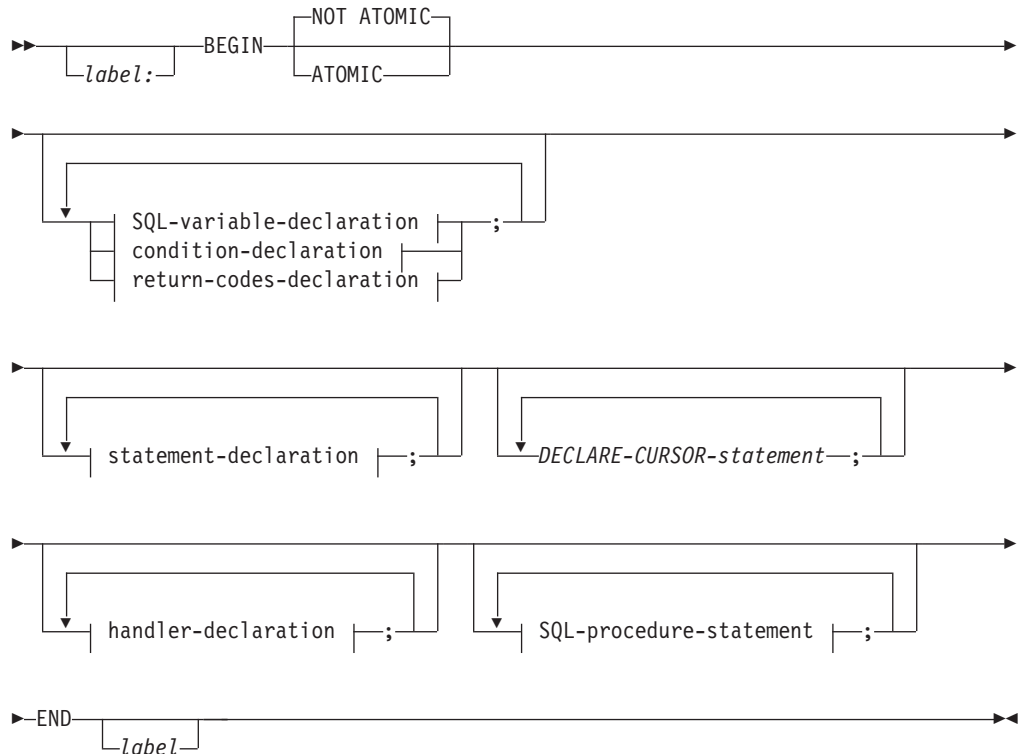 NOT ATOMIC
label: BEGIN
ATOMIC
SQL-variable-declaration ;
condition-declaration
return-codes-declaration
statement-declaration ; DECLARE-CURSOR-statement ;
handler-declaration ; SQL-procedure-statement ;
END
label